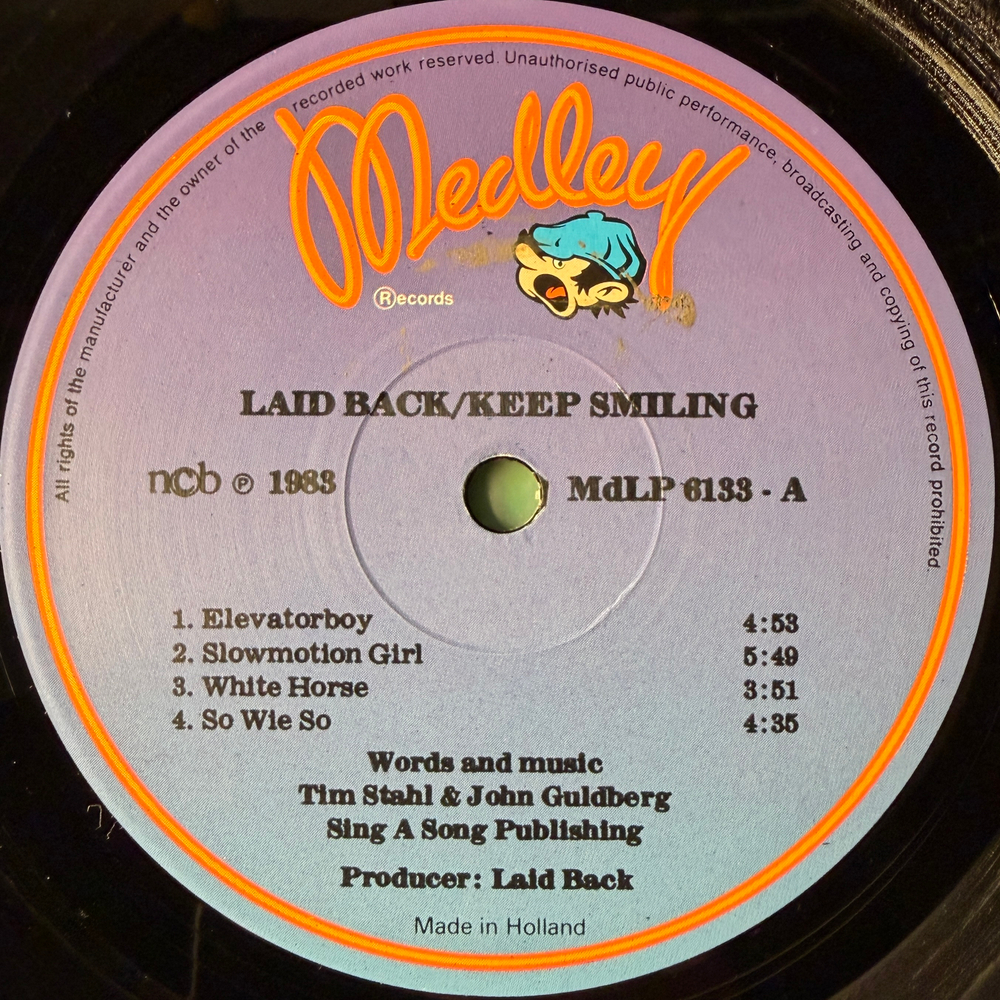 All rights of the manufacturer and the owner of the recorded work reserved. Unauthorised public performance, broadcasting and copying of this record prohibited.
Medley
Records
LAID BACK/KEEP SMILING
ncb ℗ 1983
MdLP 6133 - A
1. Elevatorboy 4:53
2. Slowmotion Girl 5:49
3. White Horse 3:51
4. So Wie So 4:35
Words and music
Tim Stahl & John Guldberg
Sing A Song Publishing
Producer: Laid Back
Made in Holland